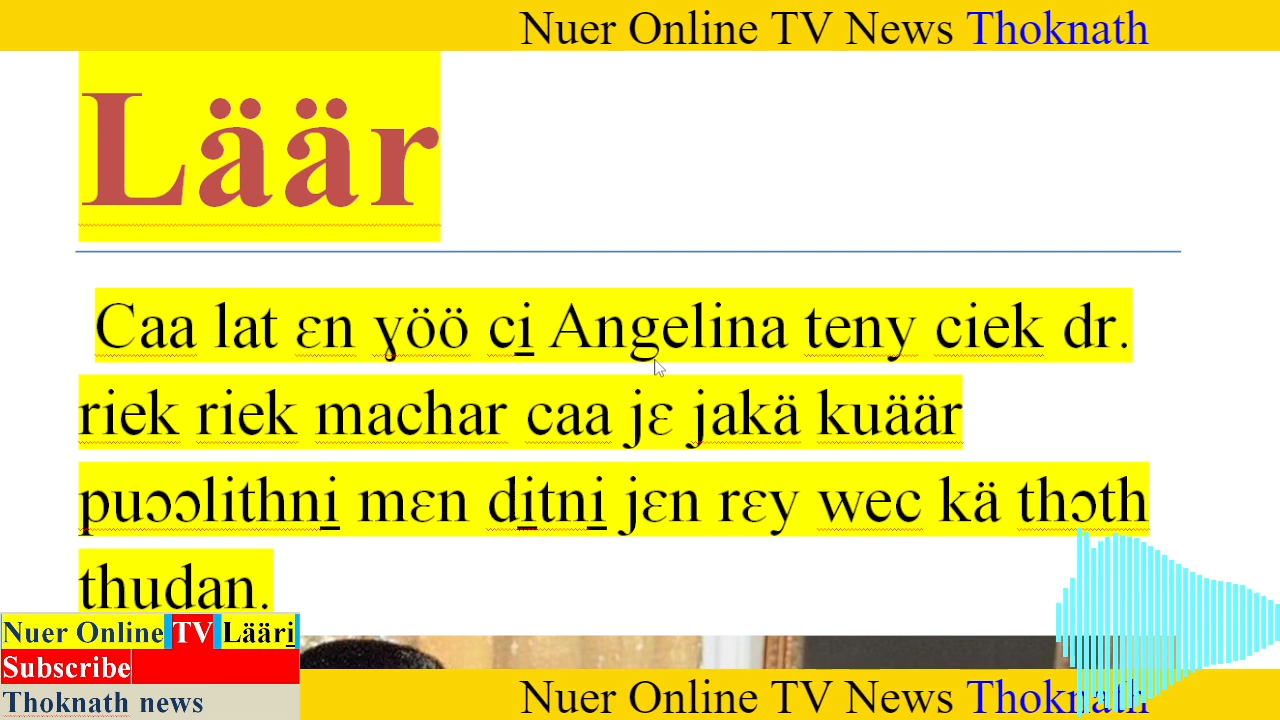 Nuer Online TV News Thoknath
Läär
Caa lat ɛn ɣöö ci̱ Angelina teny ciek dr.
riek riek machar caa jɛ jakä kuäär
puɔɔlithni̱ mɛn di̱tni̱ jɛn rɛy wec kä thɔth
thudan.
Nuer Online TV Lääri̱
Subscribe
Thoknath news
Nuer Online TV News Thoknath